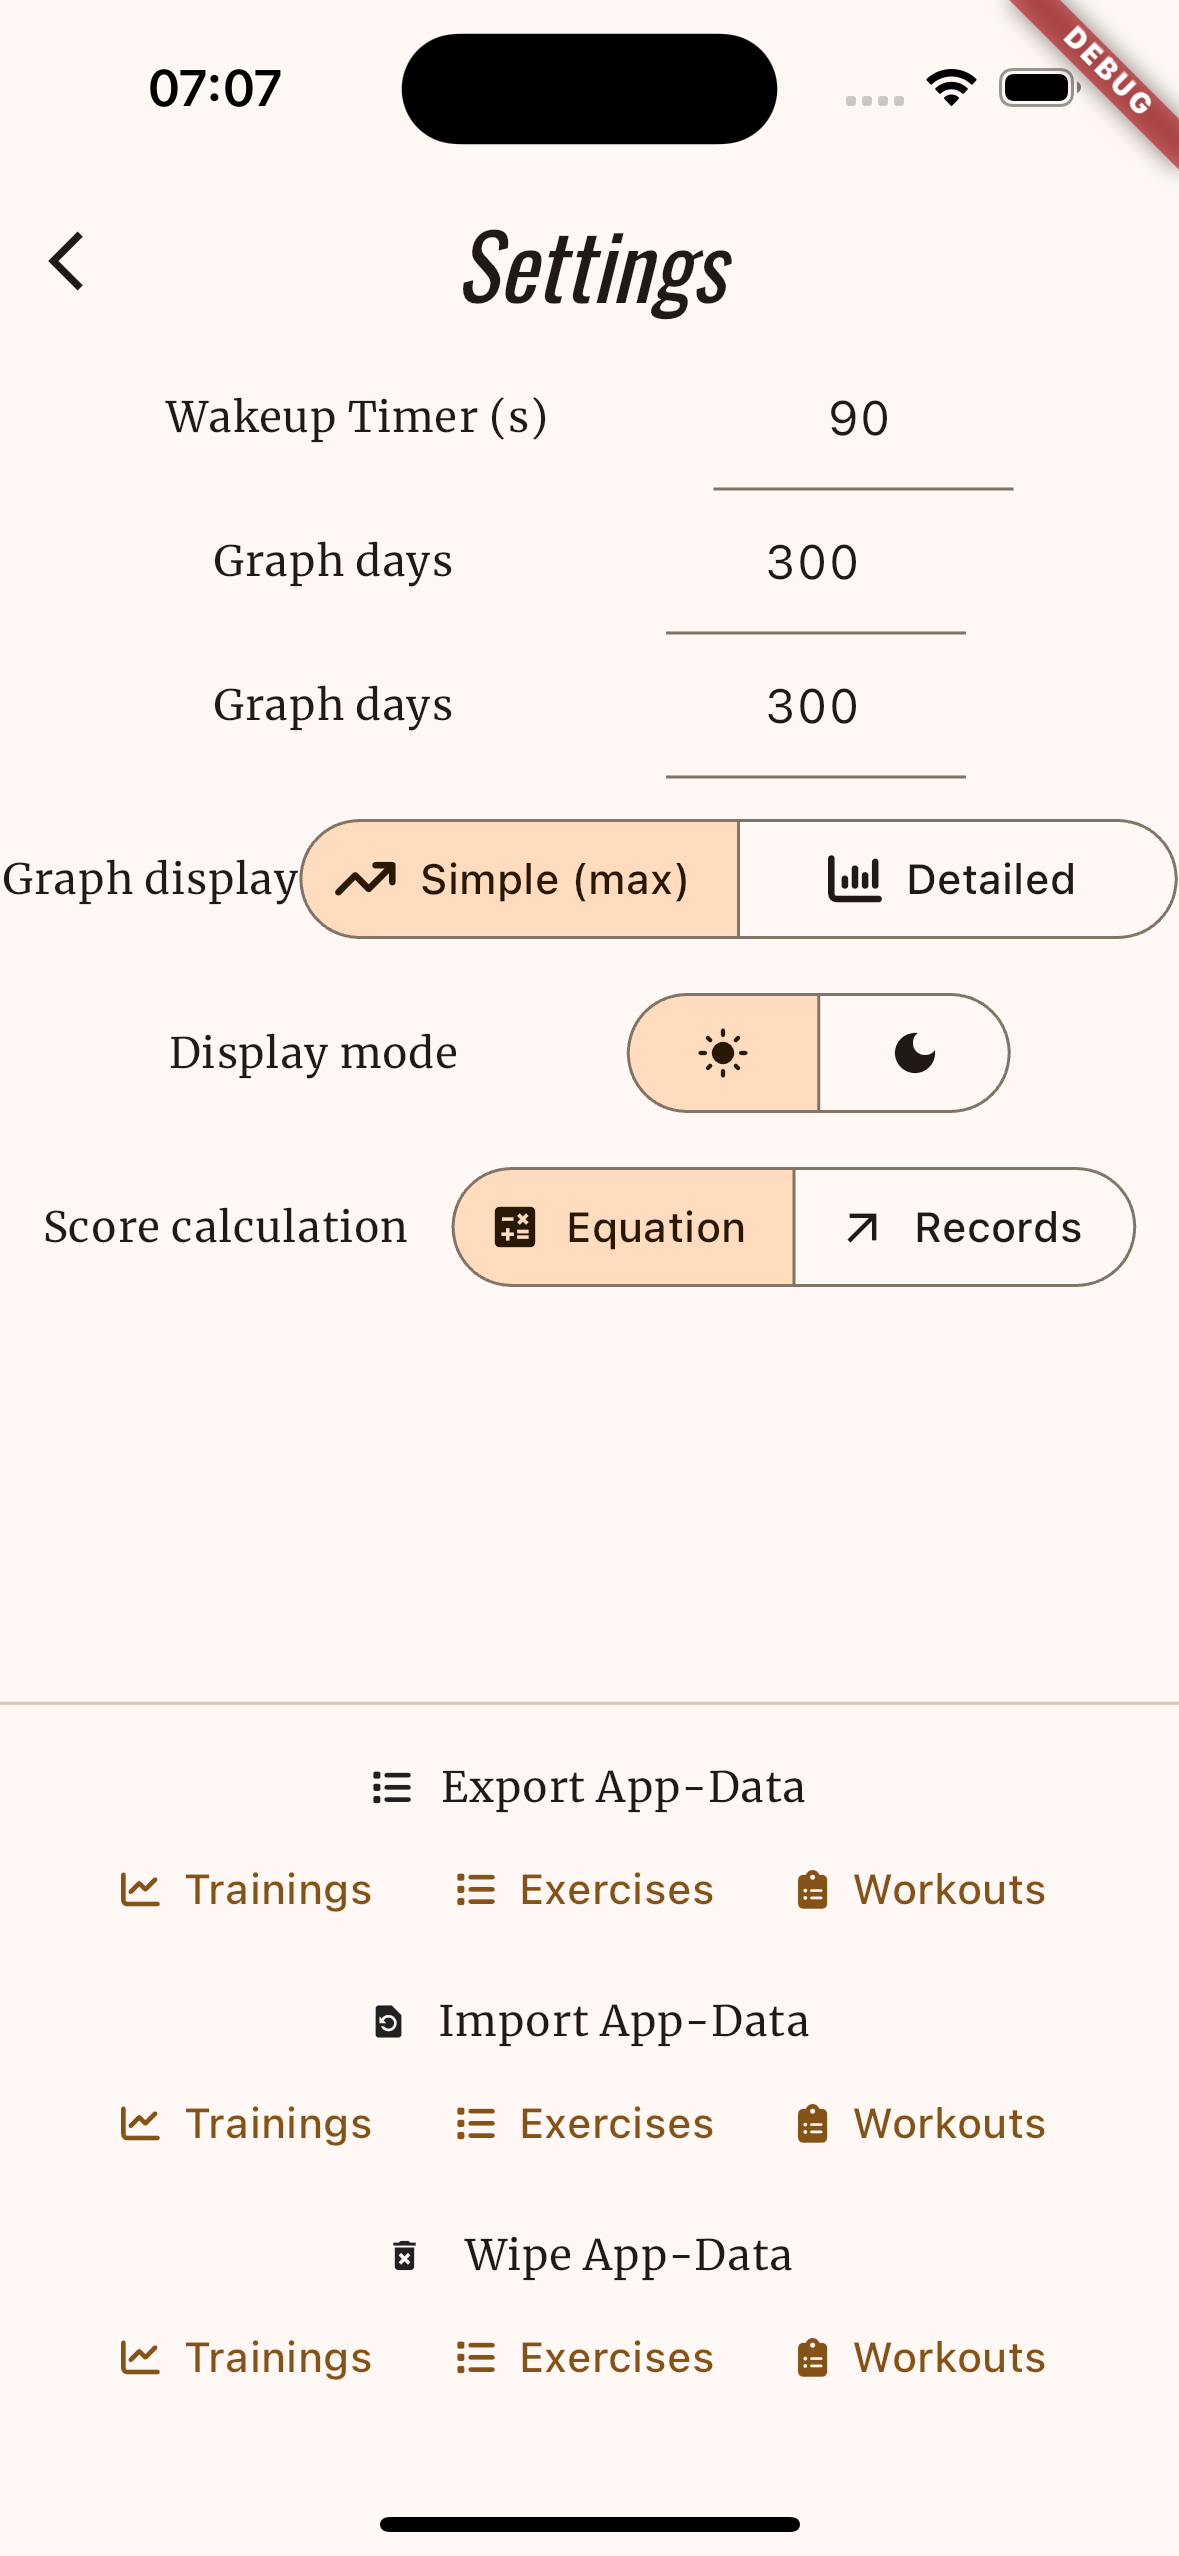 07:07
DEBUG
Settings
Wakeup Timer (s) 90
Graph days 300
Graph days 300
Graph display Simple (max) Detailed
Display mode
Score calculation Equation Records
Export App-Data
Trainings Exercises Workouts
Import App-Data
Trainings Exercises Workouts
Wipe App-Data
Trainings Exercises Workouts